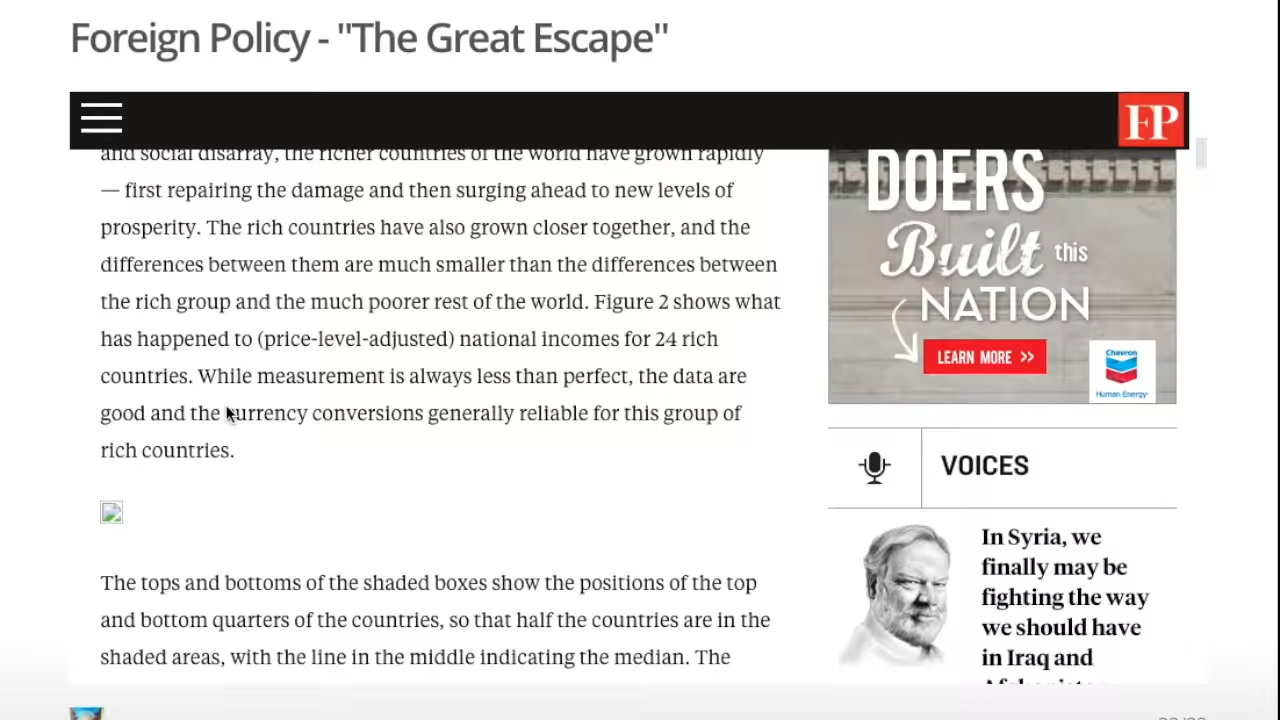 Foreign Policy - "The Great Escape"
FP
and social disarray, the richer countries of the world have grown rapidly
— first repairing the damage and then surging ahead to new levels of
prosperity. The rich countries have also grown closer together, and the
differences between them are much smaller than the differences between
the rich group and the much poorer rest of the world. Figure 2 shows what
has happened to (price-level-adjusted) national incomes for 24 rich
countries. While measurement is always less than perfect, the data are
good and the currency conversions generally reliable for this group of
rich countries.
The tops and bottoms of the shaded boxes show the positions of the top
and bottom quarters of the countries, so that half the countries are in the
shaded areas, with the line in the middle indicating the median. The
DOERS
Built this
NATION
LEARN MORE >>
Chevron
Human Energy
VOICES
In Syria, we
finally may be
fighting the way
we should have
in Iraq and